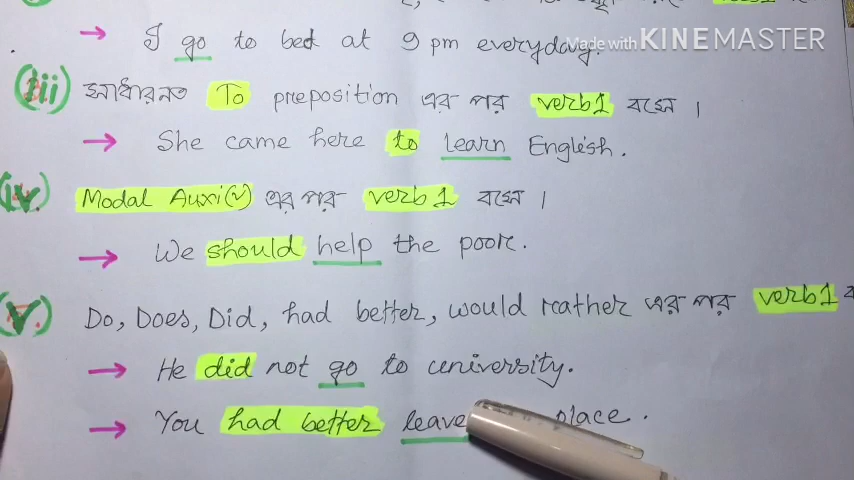 → I go to bed at 9 pm everyday.
Made with KINEMASTER
(iii) সাধারনত To preposition এর পর verb1 বসে ।
→ She came here to learn English.
(iv) Modal Auxi(v) এর পর verb 1 বসে ।
→ We should help the poor.
(v) Do, Does, Did, had better, would rather এর পর verb1
→ He did not go to university.
→ You had better leave place.